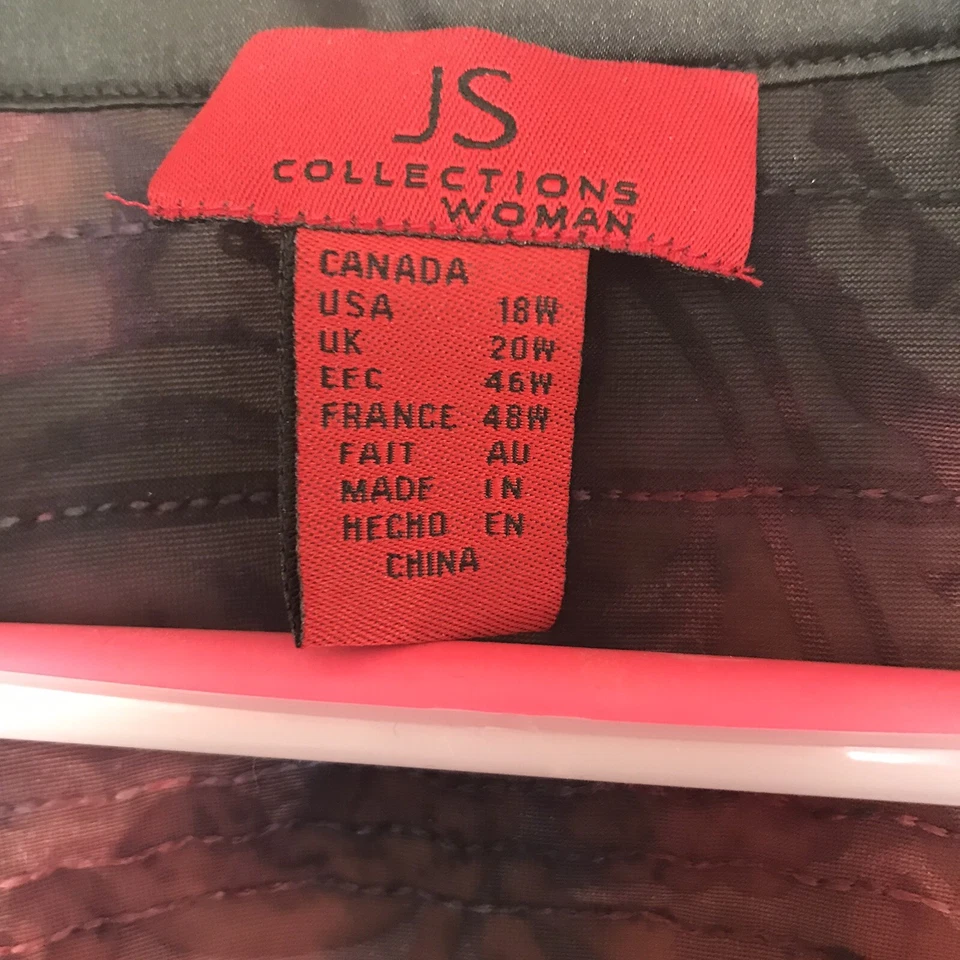 JS
COLLECTIONS
WOMAN
CANADA
USA 18W
UK 20W
EEC 46W
FRANCE 48W
FAIT AU
MADE IN
HECHO EN
CHINA